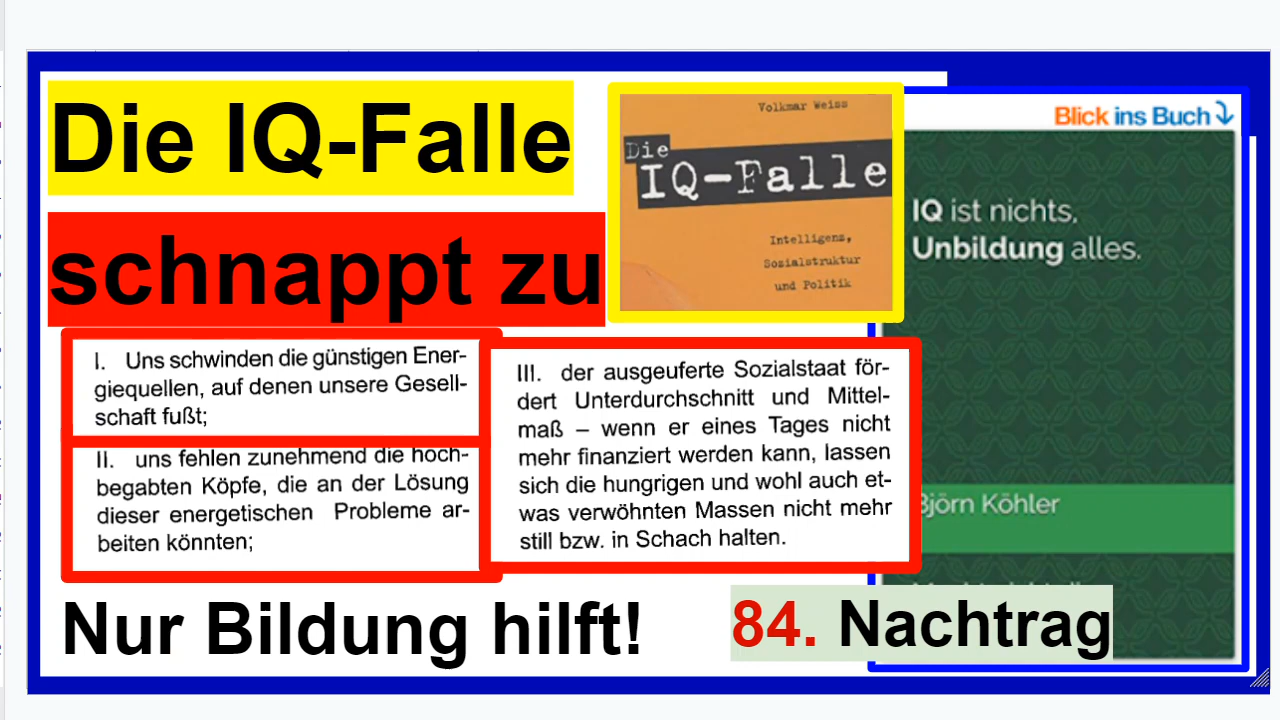 Die IQ-Falle
schnappt zu
Volkmar Weiss
Die
IQ-Falle
Intelligenz,
Sozialstruktur
und Politik
Blick ins Buch
IQ ist nichts,
Unbildung alles.
Björn Köhler
I. Uns schwinden die günstigen Ener-
giequellen, auf denen unsere Gesell-
schaft fußt;
II. uns fehlen zunehmend die hoch-
begabten Köpfe, die an der Lösung
dieser energetischen Probleme ar-
beiten könnten;
III. der ausgeuferte Sozialstaat för-
dert Unterdurchschnitt und Mittel-
maß – wenn er eines Tages nicht
mehr finanziert werden kann, lassen
sich die hungrigen und wohl auch et-
was verwöhnten Massen nicht mehr
still bzw. in Schach halten.
Nur Bildung hilft!
84. Nachtrag